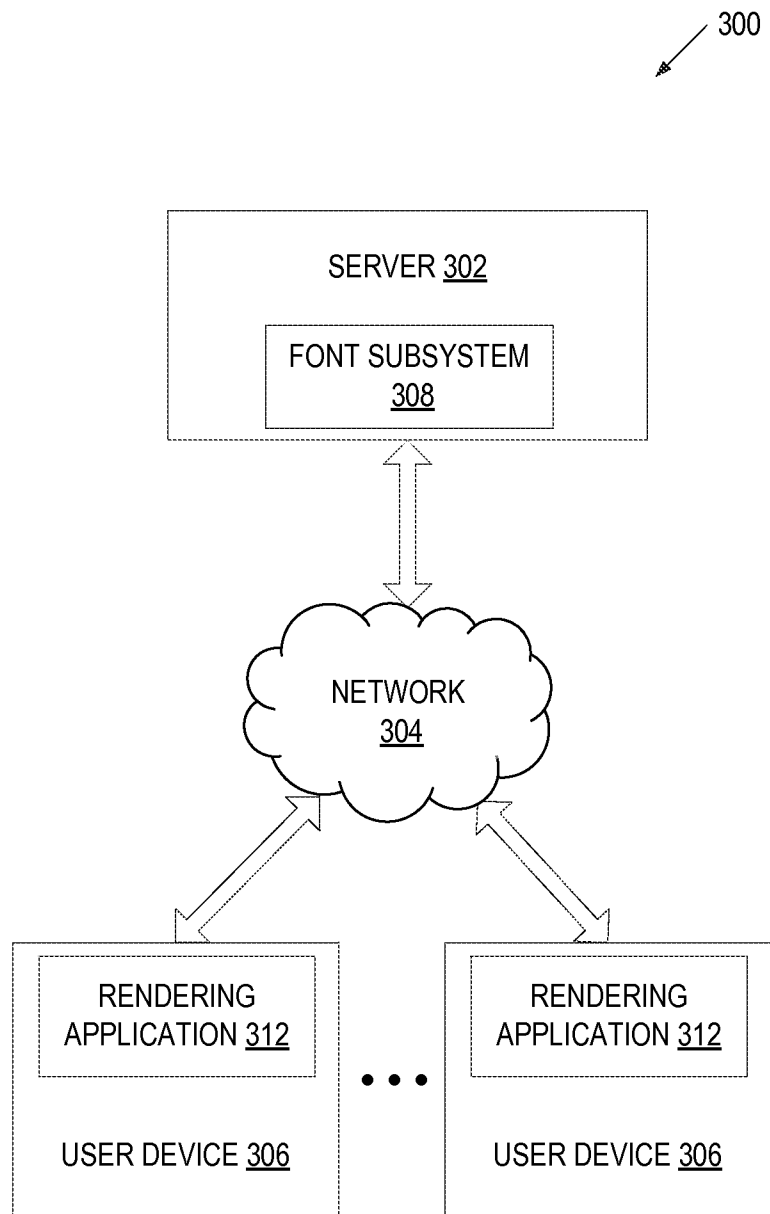 300
SERVER 302
FONT SUBSYSTEM
308
NETWORK
304
RENDERING
APPLICATION 312
USER DEVICE 306
RENDERING
APPLICATION 312
USER DEVICE 306